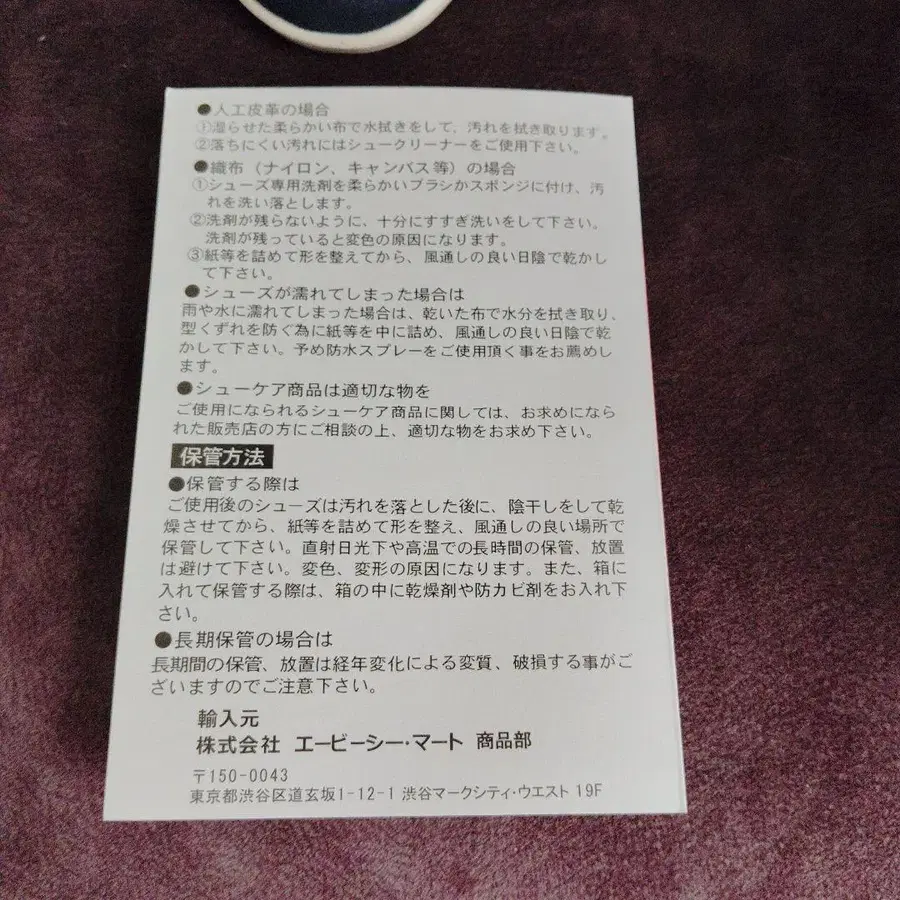 ●人工皮革の場合
①湿らせた柔らかい布で水拭きをして、汚れを拭き取ります。
②落ちにくい汚れにはシュークリーナーをご使用下さい。
●織布（ナイロン、キャンバス等）の場合
①シューズ専用洗剤を柔らかいブラシかスポンジに付け、汚
れを洗い落とします。
②洗剤が残らないように、十分にすすぎ洗いをして下さい。
洗剤が残っていると変色の原因になります。
③紙等を詰めて形を整えてから、風通しの良い日陰で乾かし
て下さい。
●シューズが濡れてしまった場合は
雨や水に濡れてしまった場合は、乾いた布で水分を拭き取り、
型くずれを防ぐ為に紙等を中に詰め、風通しの良い日陰で乾
かして下さい。予め防水スプレーをご使用頂く事をお薦めし
ます。
●シューケア商品は適切な物を
ご使用になられるシューケア商品に関しては、お求めになら
れた販売店の方にご相談の上、適切な物をお求め下さい。
保管方法
●保管する際は
ご使用後のシューズは汚れを落とした後に、陰干しをして乾
燥させてから、紙等を詰めて形を整え、風通しの良い場所で
保管して下さい。直射日光下や高温での長時間の保管、放置
は避けて下さい。変色、変形の原因になります。また、箱に
入れて保管する際は、箱の中に乾燥剤や防カビ剤をお入れ下
さい。
●長期保管の場合は
長期間の保管、放置は経年変化による変質、破損する事がご
ざいますのでご注意下さい。
輸入元
株式会社 エービーシー・マート 商品部
〒150-0043
東京都渋谷区道玄坂1-12-1 渋谷マークシティ・ウエスト 19F